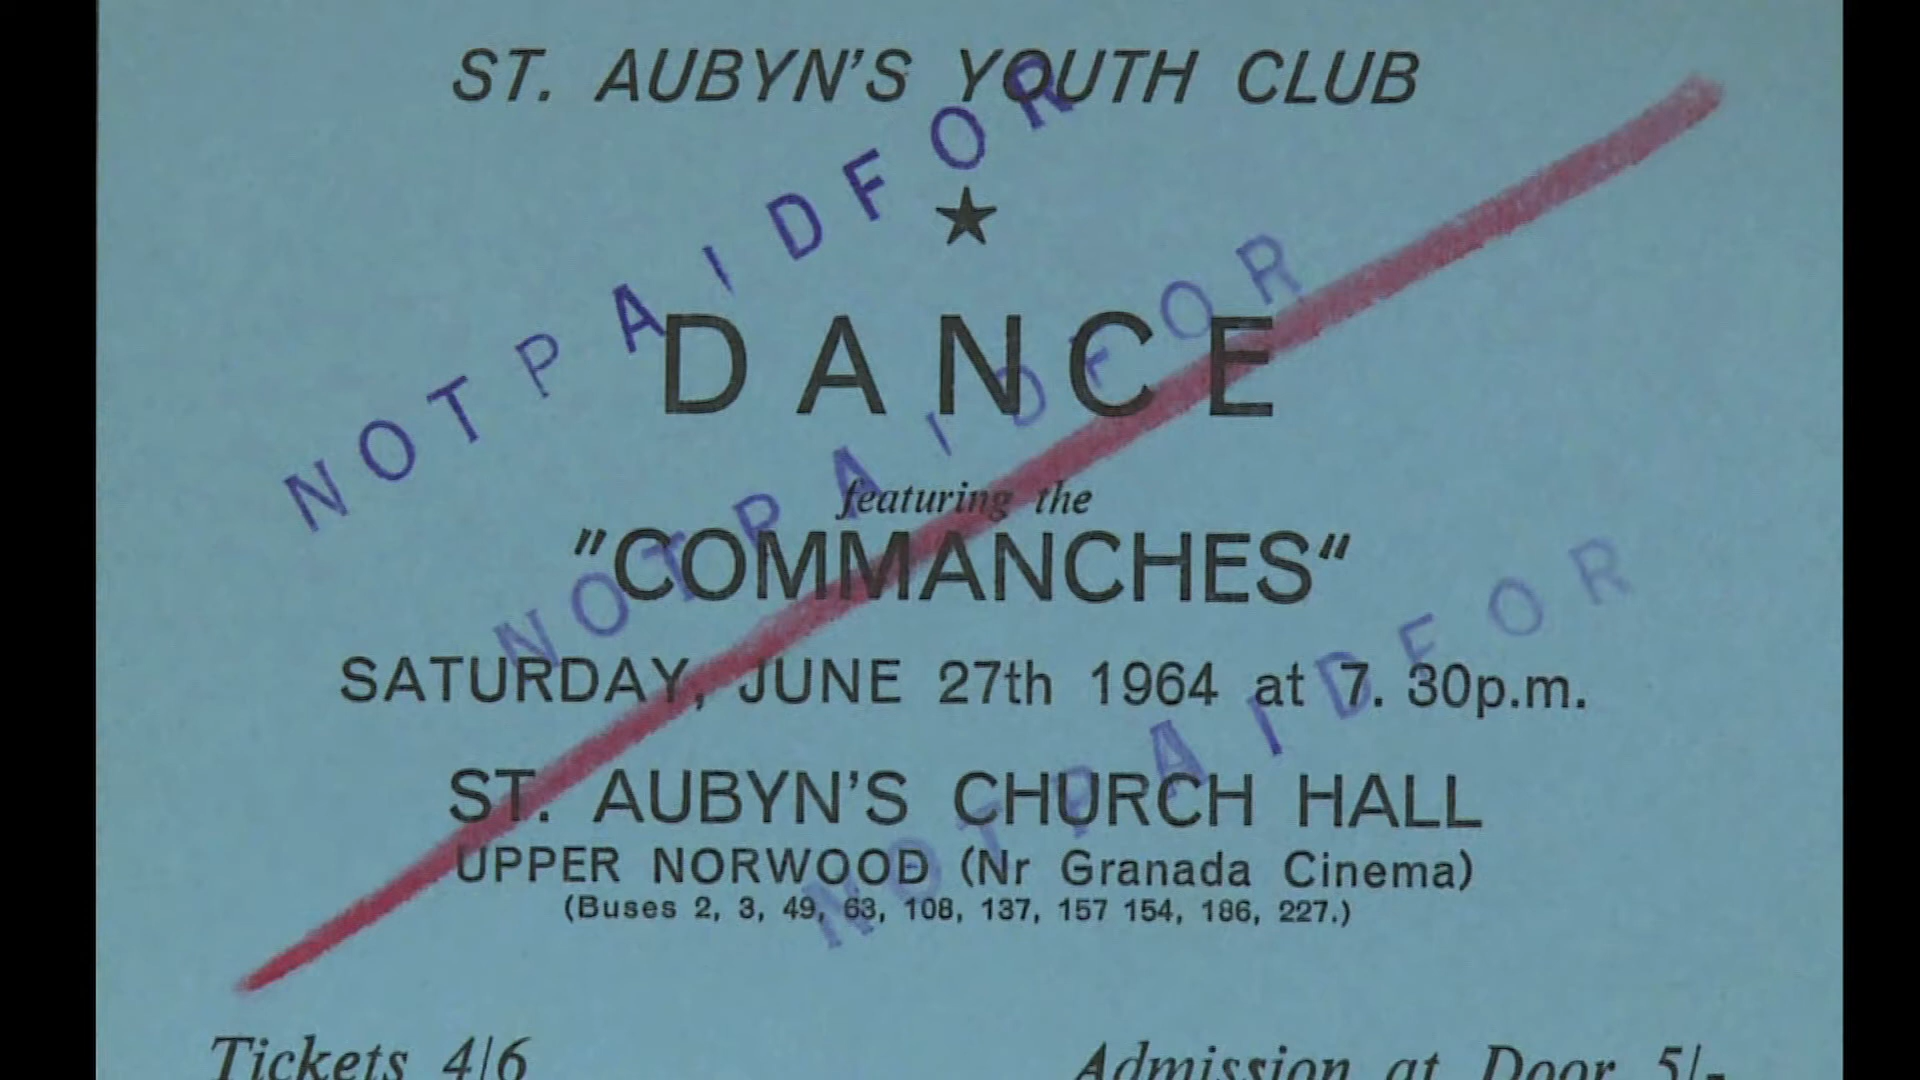 ST. AUBYN'S YOUTH CLUB
★
DANCE
featuring the
"COMMANCHES"
SATURDAY, JUNE 27th 1964 at 7. 30p.m.
ST. AUBYN'S CHURCH HALL
UPPER NORWOOD (Nr Granada Cinema)
(Buses 2, 3, 49, 63, 108, 137, 157 154, 186, 227.)
Tickets 4/6
Admission at Door 5/-
NOT PAID FOR
NOT PAID FOR
NOT PAID FOR